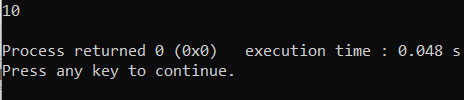 10
Process returned 0 (0x0)   execution time : 0.048 s
Press any key to continue.